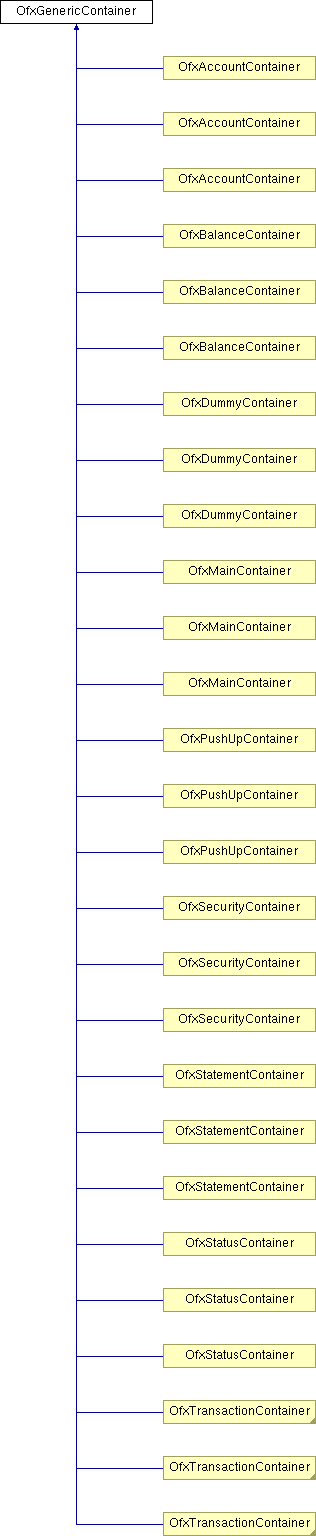 OfxGenericContainer
OfxAccountContainer
OfxAccountContainer
OfxAccountContainer
OfxBalanceContainer
OfxBalanceContainer
OfxBalanceContainer
OfxDummyContainer
OfxDummyContainer
OfxDummyContainer
OfxMainContainer
OfxMainContainer
OfxMainContainer
OfxPushUpContainer
OfxPushUpContainer
OfxPushUpContainer
OfxSecurityContainer
OfxSecurityContainer
OfxSecurityContainer
OfxStatementContainer
OfxStatementContainer
OfxStatementContainer
OfxStatusContainer
OfxStatusContainer
OfxStatusContainer
OfxTransactionContainer
OfxTransactionContainer
OfxTransactionContainer